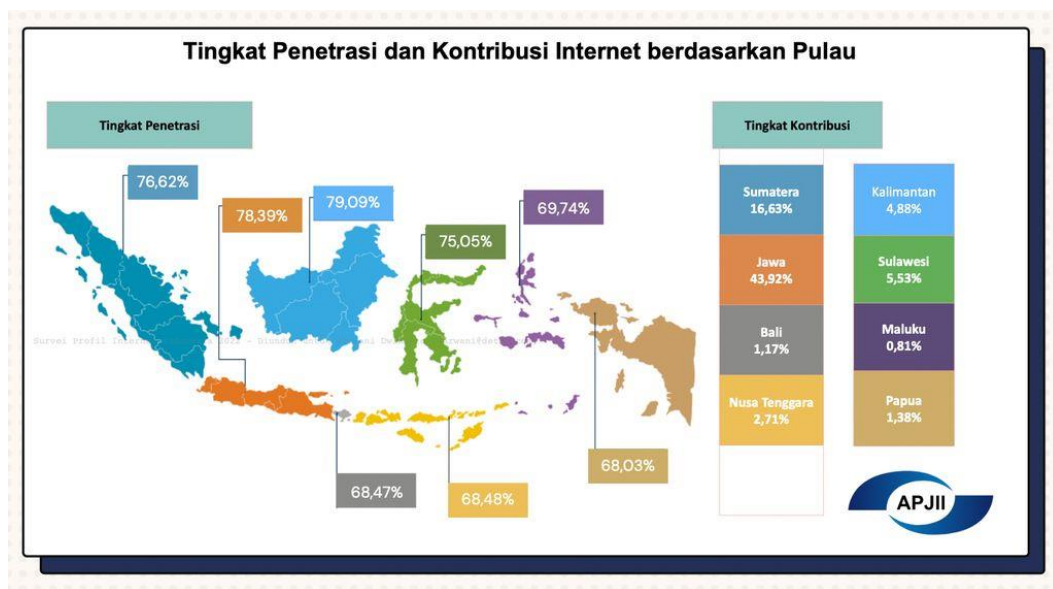 Tingkat Penetrasi dan Kontribusi Internet berdasarkan Pulau
Tingkat Penetrasi
76,62%
78,39%
79,09%
75,05%
69,74%
68,47%
68,48%
68,03%
Survei Profil
Tingkat Kontribusi
Sumatera
16,63%
Kalimantan
4,88%
Jawa
43,92%
Sulawesi
5,53%
Bali
1,17%
Maluku
0,81%
Nusa Tenggara
2,71%
Papua
1,38%
APJII